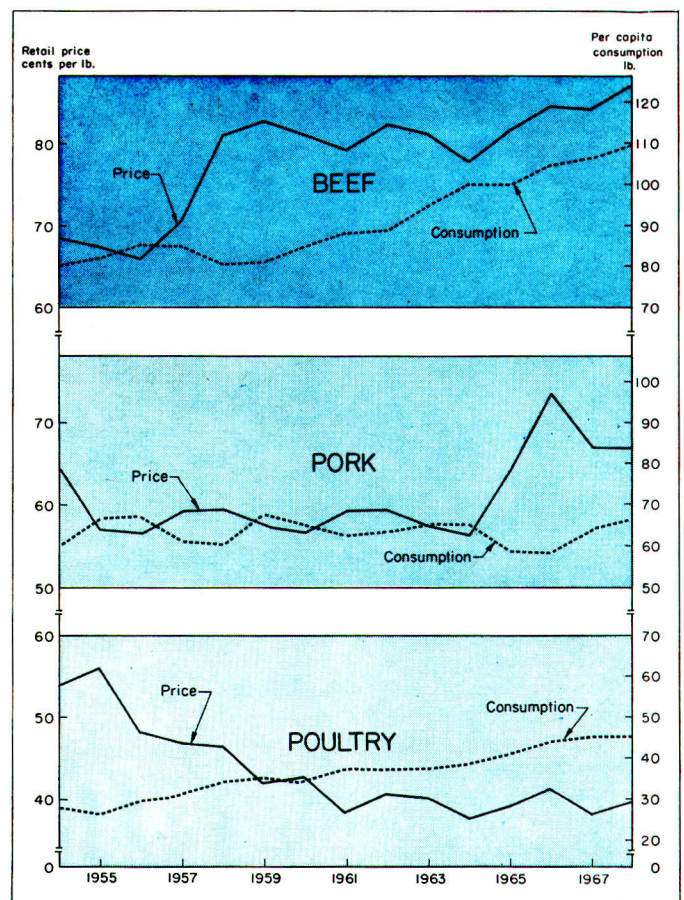 Retail price
cents per lb.
Per capita
consumption
lb.
80
70
60
120
110
100
90
80
70
Price
BEEF
Consumption
70
60
50
100
90
80
70
60
50
Price
PORK
Consumption
60
50
40
0
70
60
50
40
30
20
0
Price
POULTRY
Consumption
1955 1957 1959 1961 1963 1965 1967